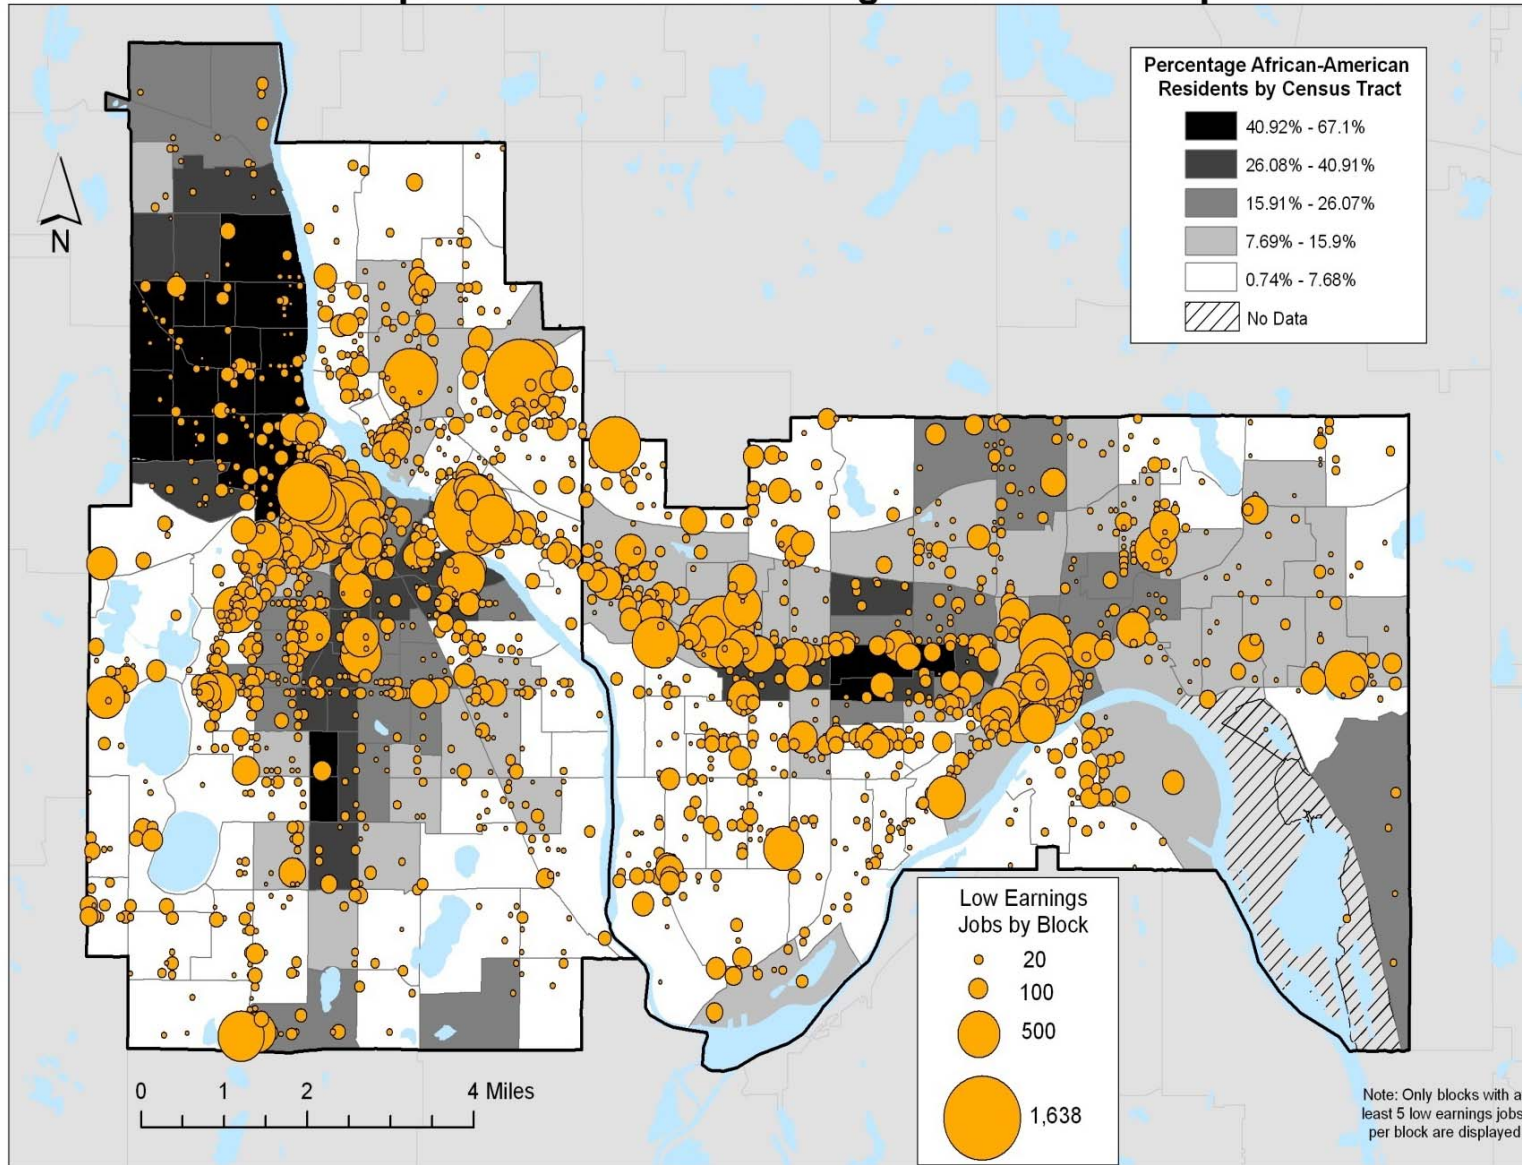 Percentage African-American
Residents by Census Tract
40.92% - 67.1%
26.08% - 40.91%
15.91% - 26.07%
7.69% - 15.9%
0.74% - 7.68%
No Data
N
Low Earnings
Jobs by Block
20
100
500
1,638
0 1 2 4 Miles
Note: Only blocks with a
least 5 low earnings jobs
per block are displayed